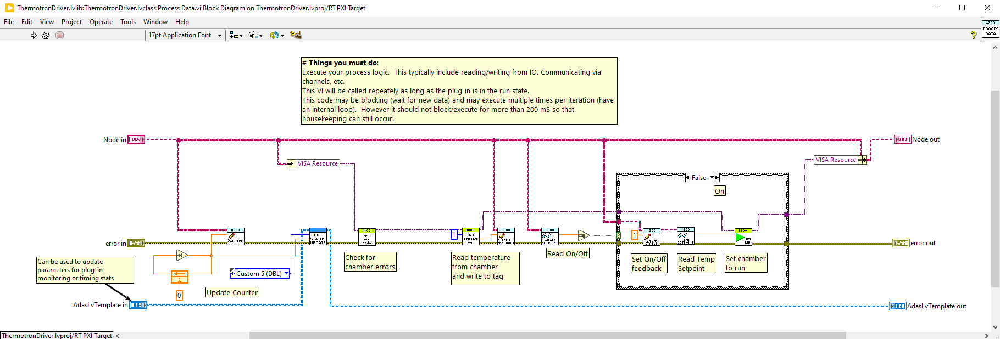 ThermotronDriver.lvlib:ThermotronDriver.lvclass:Process Data.vi Block Diagram on ThermotronDriver.lvproj/RT PXI Target
File Edit View Project Operate Tools Window Help
17pt Application Font
?
8200
PROCES
DATA
# Things you must do:
Execute your process logic. This typically include reading/writing from IO. Communicating via
channels, etc.
This VI will be called repeately as long as the plug-in is in the run state.
This code may be blocking (wait for new data) and may execute multiple times per iteration (have
an internal loop). However it should not block/execute for more than 200 mS so that
housekeeping can still occur.
Node in
OBJ
OBJ
Node out
VISA Resource
VISA Resource
False
On
error in
8200
COUNTER
DBL
STATUS
UPDATE
8800
get
err
code
1
8800
get
process
var
8200
TEMP
FEEDBACK
8200
ON OFF
SETPOINT
=0
?
1
8200
ON OFF
STATUS
8200
TEMP
SETPOINT
8800
SET
RUN
error out
+1
0
Custom 5 (DBL)
Update Counter
Check for
chamber errors
Read temperature
from chamber
and write to tag
Read On/Off
Set On/Off
feedback
Read Temp
Setpoint
Set chamber
to run
Can be used to update
parameters for plug-in
monitoring or timing stats
AdasLvTemplate in
OBJ
OBJ
AdasLvTemplate out
ThermotronDriver.lvproj/RT PXI Target